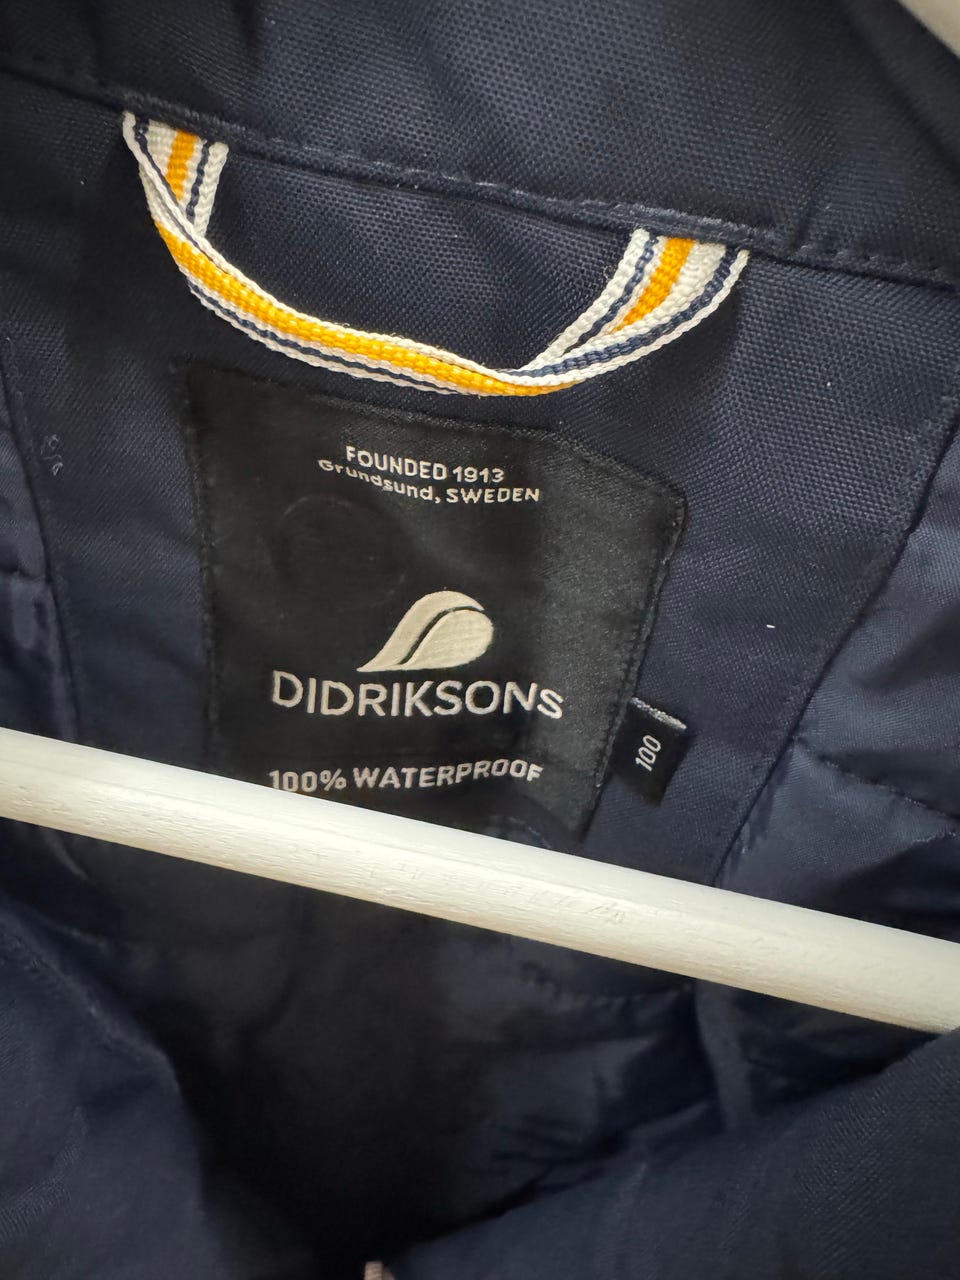 FOUNDED 1913
Grundsund, SWEDEN
DIDRIKSONS
100% WATERPROOF
100